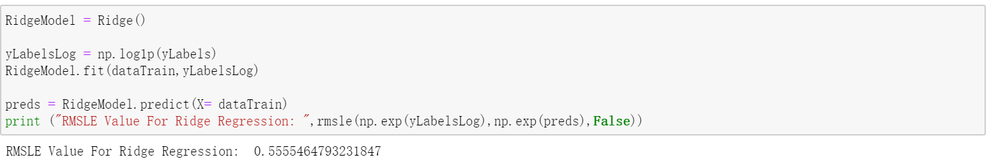 RidgeModel = Ridge()
yLabelsLog = np.log1p(yLabels)
RidgeModel.fit(dataTrain,yLabelsLog)
preds = RidgeModel.predict(X= dataTrain)
print ("RMSLE Value For Ridge Regression: ",rmsle(np.exp(yLabelsLog),np.exp(preds),False))
RMSLE Value For Ridge Regression:  0.5555464793231847